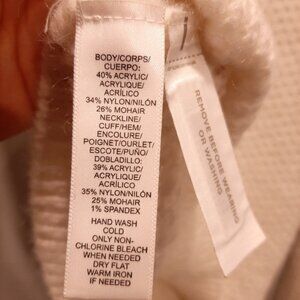 BODY/CORPS/
CUERPO:
40% ACRYLIC/
ACRYLIQUE/
ACRÍLICO
34% NYLON/NILÓN
26% MOHAIR
NECKLINE/
CUFF/HEM/
ENCOLURE/
POIGNET/OURLET/
ESCOTE/PUÑO/
DOBLADILLO:
39% ACRYLIC/
ACRYLIQUE/
ACRÍLICO
35% NYLON/NILÓN
25% MOHAIR
1% SPANDEX
HAND WASH
COLD
ONLY NON-
CHLORINE BLEACH
WHEN NEEDED
DRY FLAT
WARM IRON
IF NEEDED
REMOVE BEFORE WEARING
OR WASHING